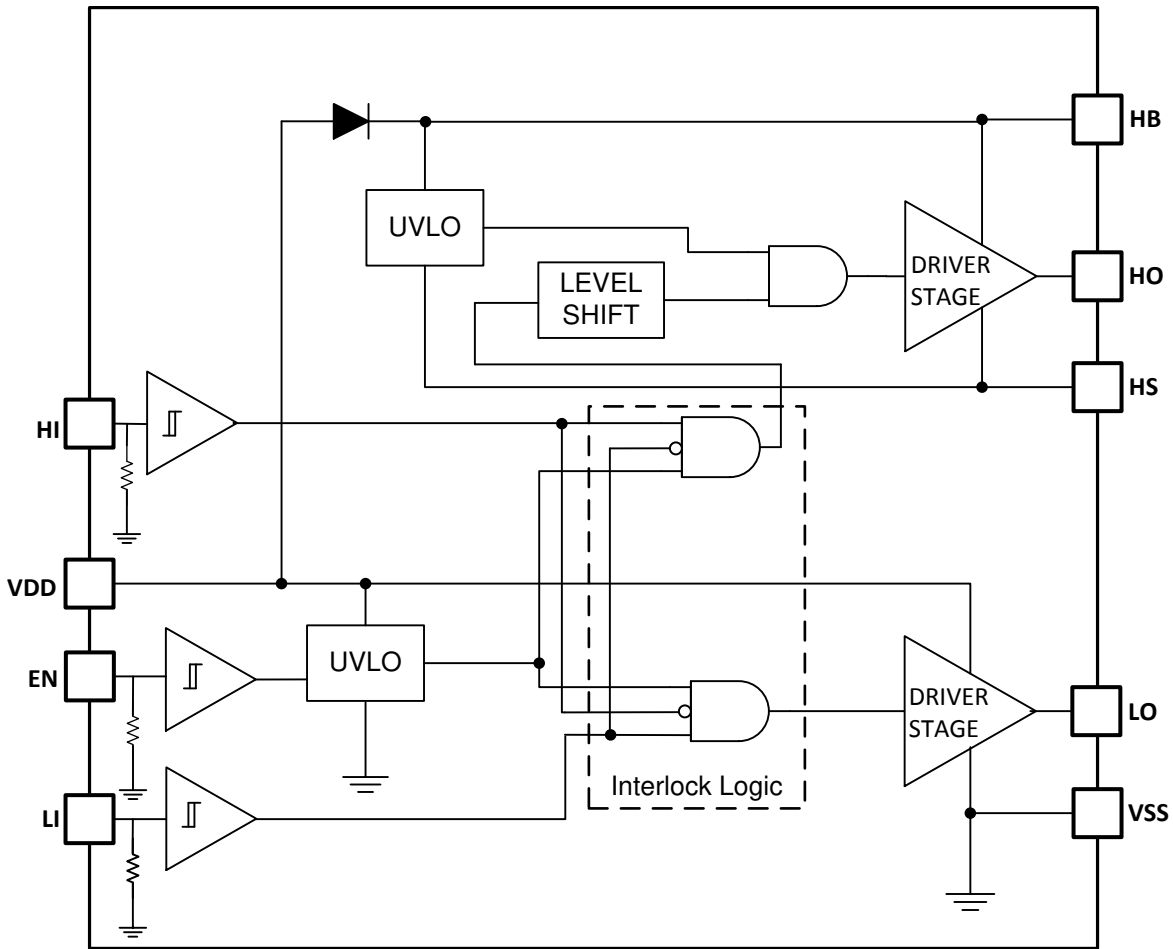 HB
UVLO
LEVEL
SHIFT
DRIVER
STAGE
HO
HS
HI
VDD
EN
UVLO
DRIVER
STAGE
LO
Interlock Logic
LI
VSS